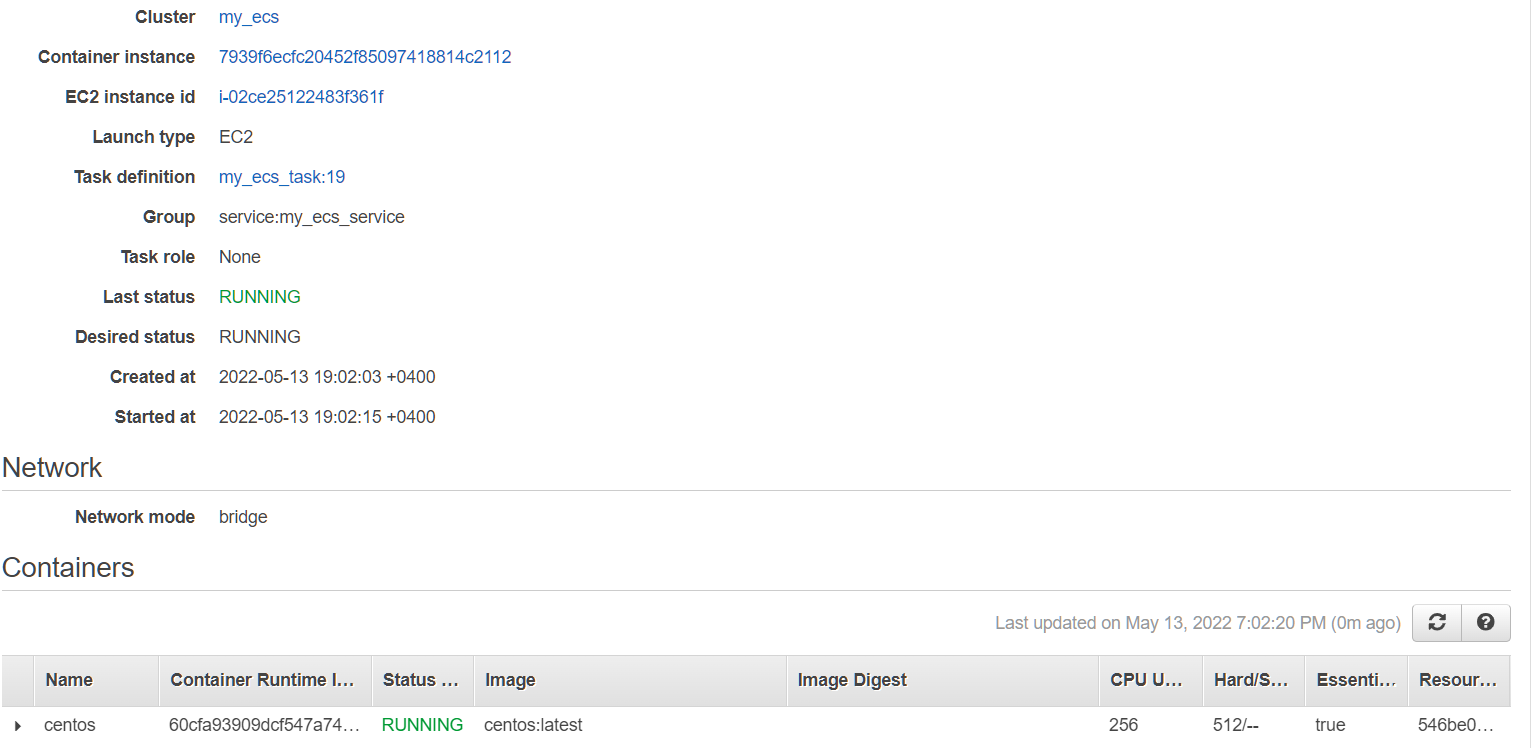 Cluster my_ecs
Container instance 7939f6ecfc20452f85097418814c2112
EC2 instance id i-02ce25122483f361f
Launch type EC2
Task definition my_ecs_task:19
Group service:my_ecs_service
Task role None
Last status RUNNING
Desired status RUNNING
Created at 2022-05-13 19:02:03 +0400
Started at 2022-05-13 19:02:15 +0400
Network
Network mode bridge
Containers
Last updated on May 13, 2022 7:02:20 PM (0m ago)
Name Container Runtime I... Status ... Image Image Digest CPU U... Hard/S... Essenti... Resour...
centos 60cfa93909dcf547a74... RUNNING centos:latest 256 512/-- true 546be0...